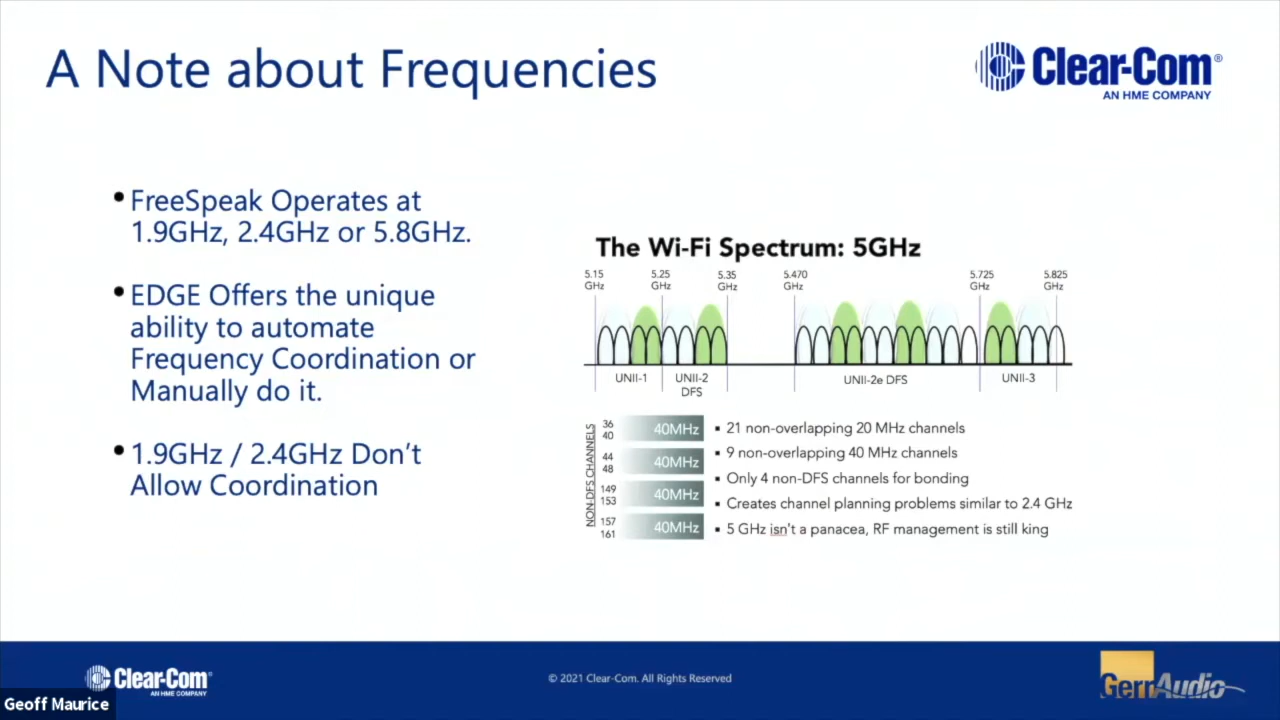 A Note about Frequencies
Clear-Com®
AN HME COMPANY
•FreeSpeak Operates at
1.9GHz, 2.4GHz or 5.8GHz.
•EDGE Offers the unique
ability to automate
Frequency Coordination or
Manually do it.
•1.9GHz / 2.4GHz Don't
Allow Coordination
The Wi-Fi Spectrum: 5GHz
5.15 5.25 5.35 5.470 5.725 5.825
GHz GHz GHz GHz GHz GHz
UNII-1 UNII-2 UNII-2e DFS UNII-3
DFS
NON-DFS CHANNELS
36
40
40MHz
44
48
40MHz
149
153
40MHz
157
161
40MHz
▪ 21 non-overlapping 20 MHz channels
▪ 9 non-overlapping 40 MHz channels
▪ Only 4 non-DFS channels for bonding
▪ Creates channel planning problems similar to 2.4 GHz
▪ 5 GHz isn't a panacea, RF management is still king
Clear-Com®
AN HME COMPANY
© 2021 Clear-Com. All Rights Reserved
GerrAudio
Geoff Maurice